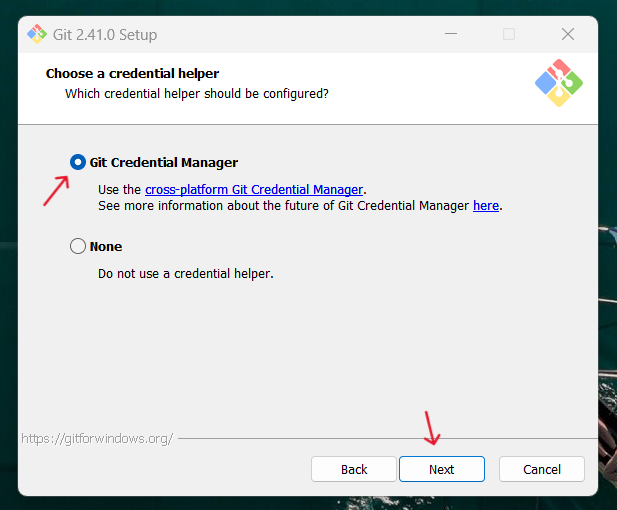 Git 2.41.0 Setup
Choose a credential helper
Which credential helper should be configured?
Git Credential Manager
Use the cross-platform Git Credential Manager.
See more information about the future of Git Credential Manager here.
None
Do not use a credential helper.
https://gitforwindows.org/
Back Next Cancel